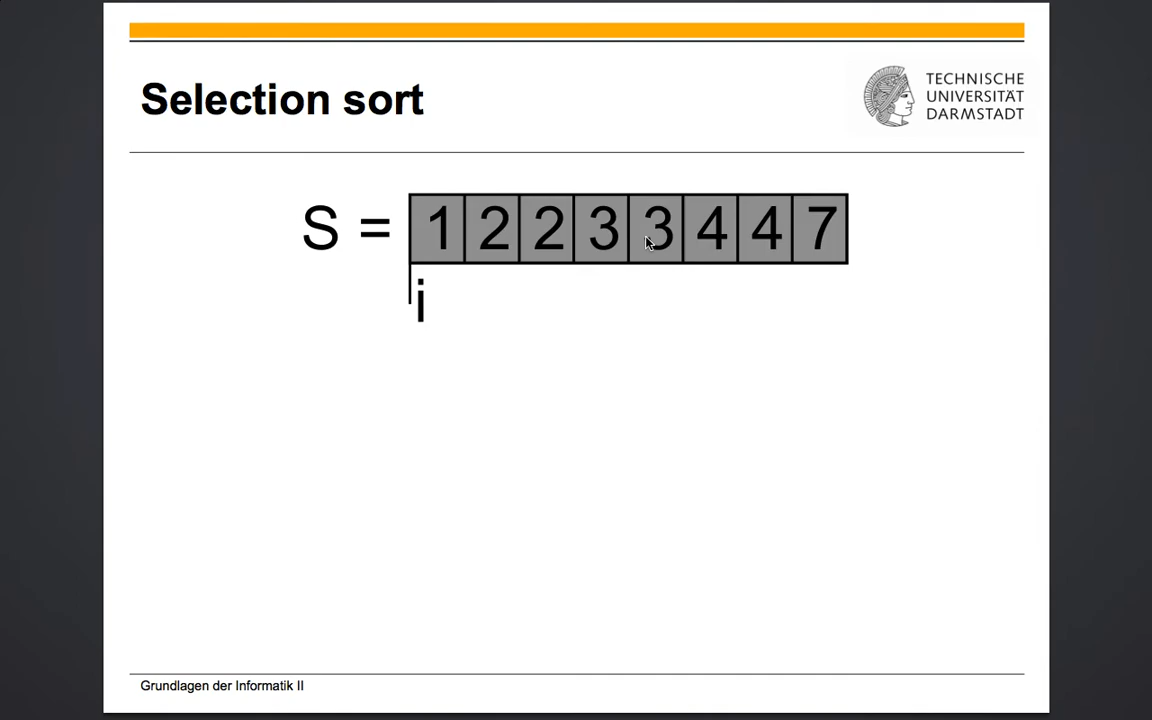 Selection sort
TECHNISCHE
UNIVERSITÄT
DARMSTADT
S = 1 2 2 3 3 4 4 7
i
Grundlagen der Informatik II